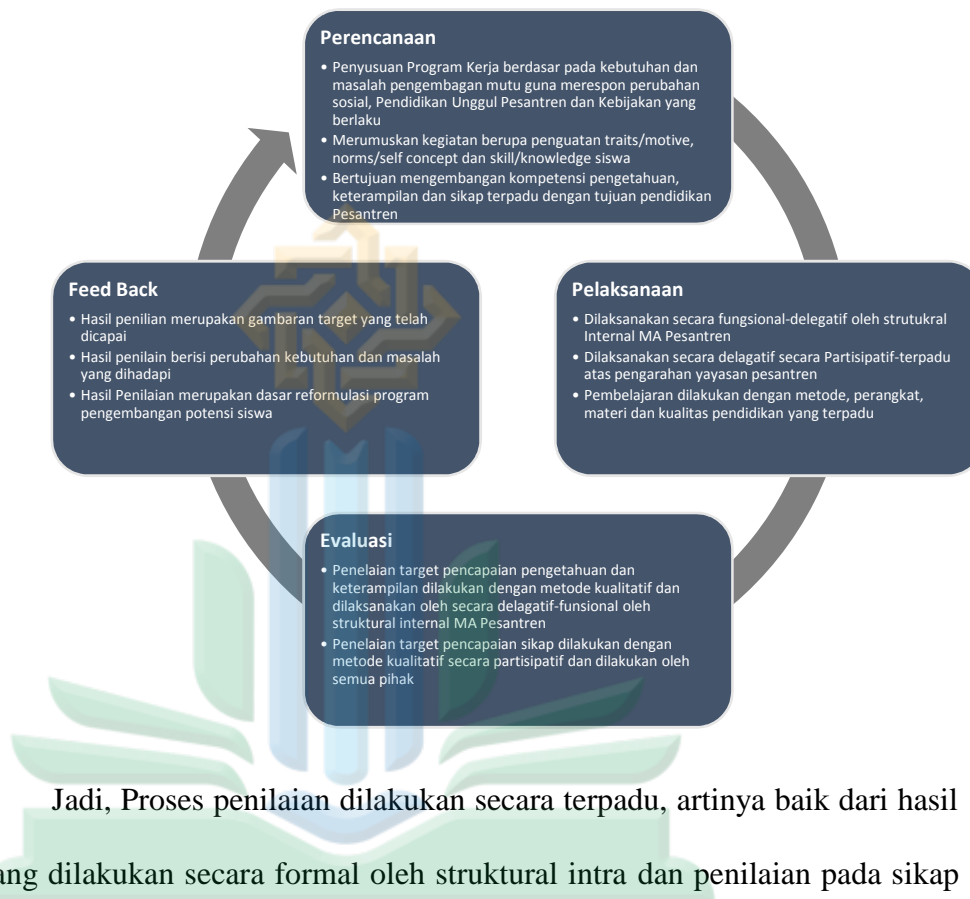 Perencanaan
• Penyusuan Program Kerja berdasar pada kebutuhan dan
masalah pengembagan mutu guna merespon perubahan
sosial, Pendidikan Unggul Pesantren dan Kebijakan yang
berlaku
• Merumuskan kegiatan berupa penguatan traits/motive,
norms/self concept dan skill/knowledge siswa
• Bertujuan mengembangan kompetensi pengetahuan,
keterampilan dan sikap terpadu dengan tujuan pendidikan
Pesantren
Feed Back
• Hasil penilian merupakan gambaran target yang telah
dicapai
• Hasil penilain berisi perubahan kebutuhan dan masalah
yang dihadapi
• Hasil Penilaian merupakan dasar reformulasi program
pengembangan potensi siswa
Pelaksanaan
• Dilaksanakan secara fungsional-delegatif oleh strutukral
Internal MA Pesantren
• Dilaksanakan secara delagatif secara Partisipatif-terpadu
atas pengarahan yayasan pesantren
• Pembelajaran dilakukan dengan metode, perangkat,
materi dan kualitas pendidikan yang terpadu
Evaluasi
• Penelaian target pencapaian pengetahuan dan
keterampilan dilakukan dengan metode kualitatif dan
dilaksanakan oleh secara delagatif-funsional oleh
struktural internal MA Pesantren
• Penelaian target pencapaian sikap dilakukan dengan
metode kualitatif secara partisipatif dan dilakukan oleh
semua pihak
Jadi, Proses penilaian dilakukan secara terpadu, artinya baik dari hasil
ang dilakukan secara formal oleh struktural intra dan penilaian pada sikap